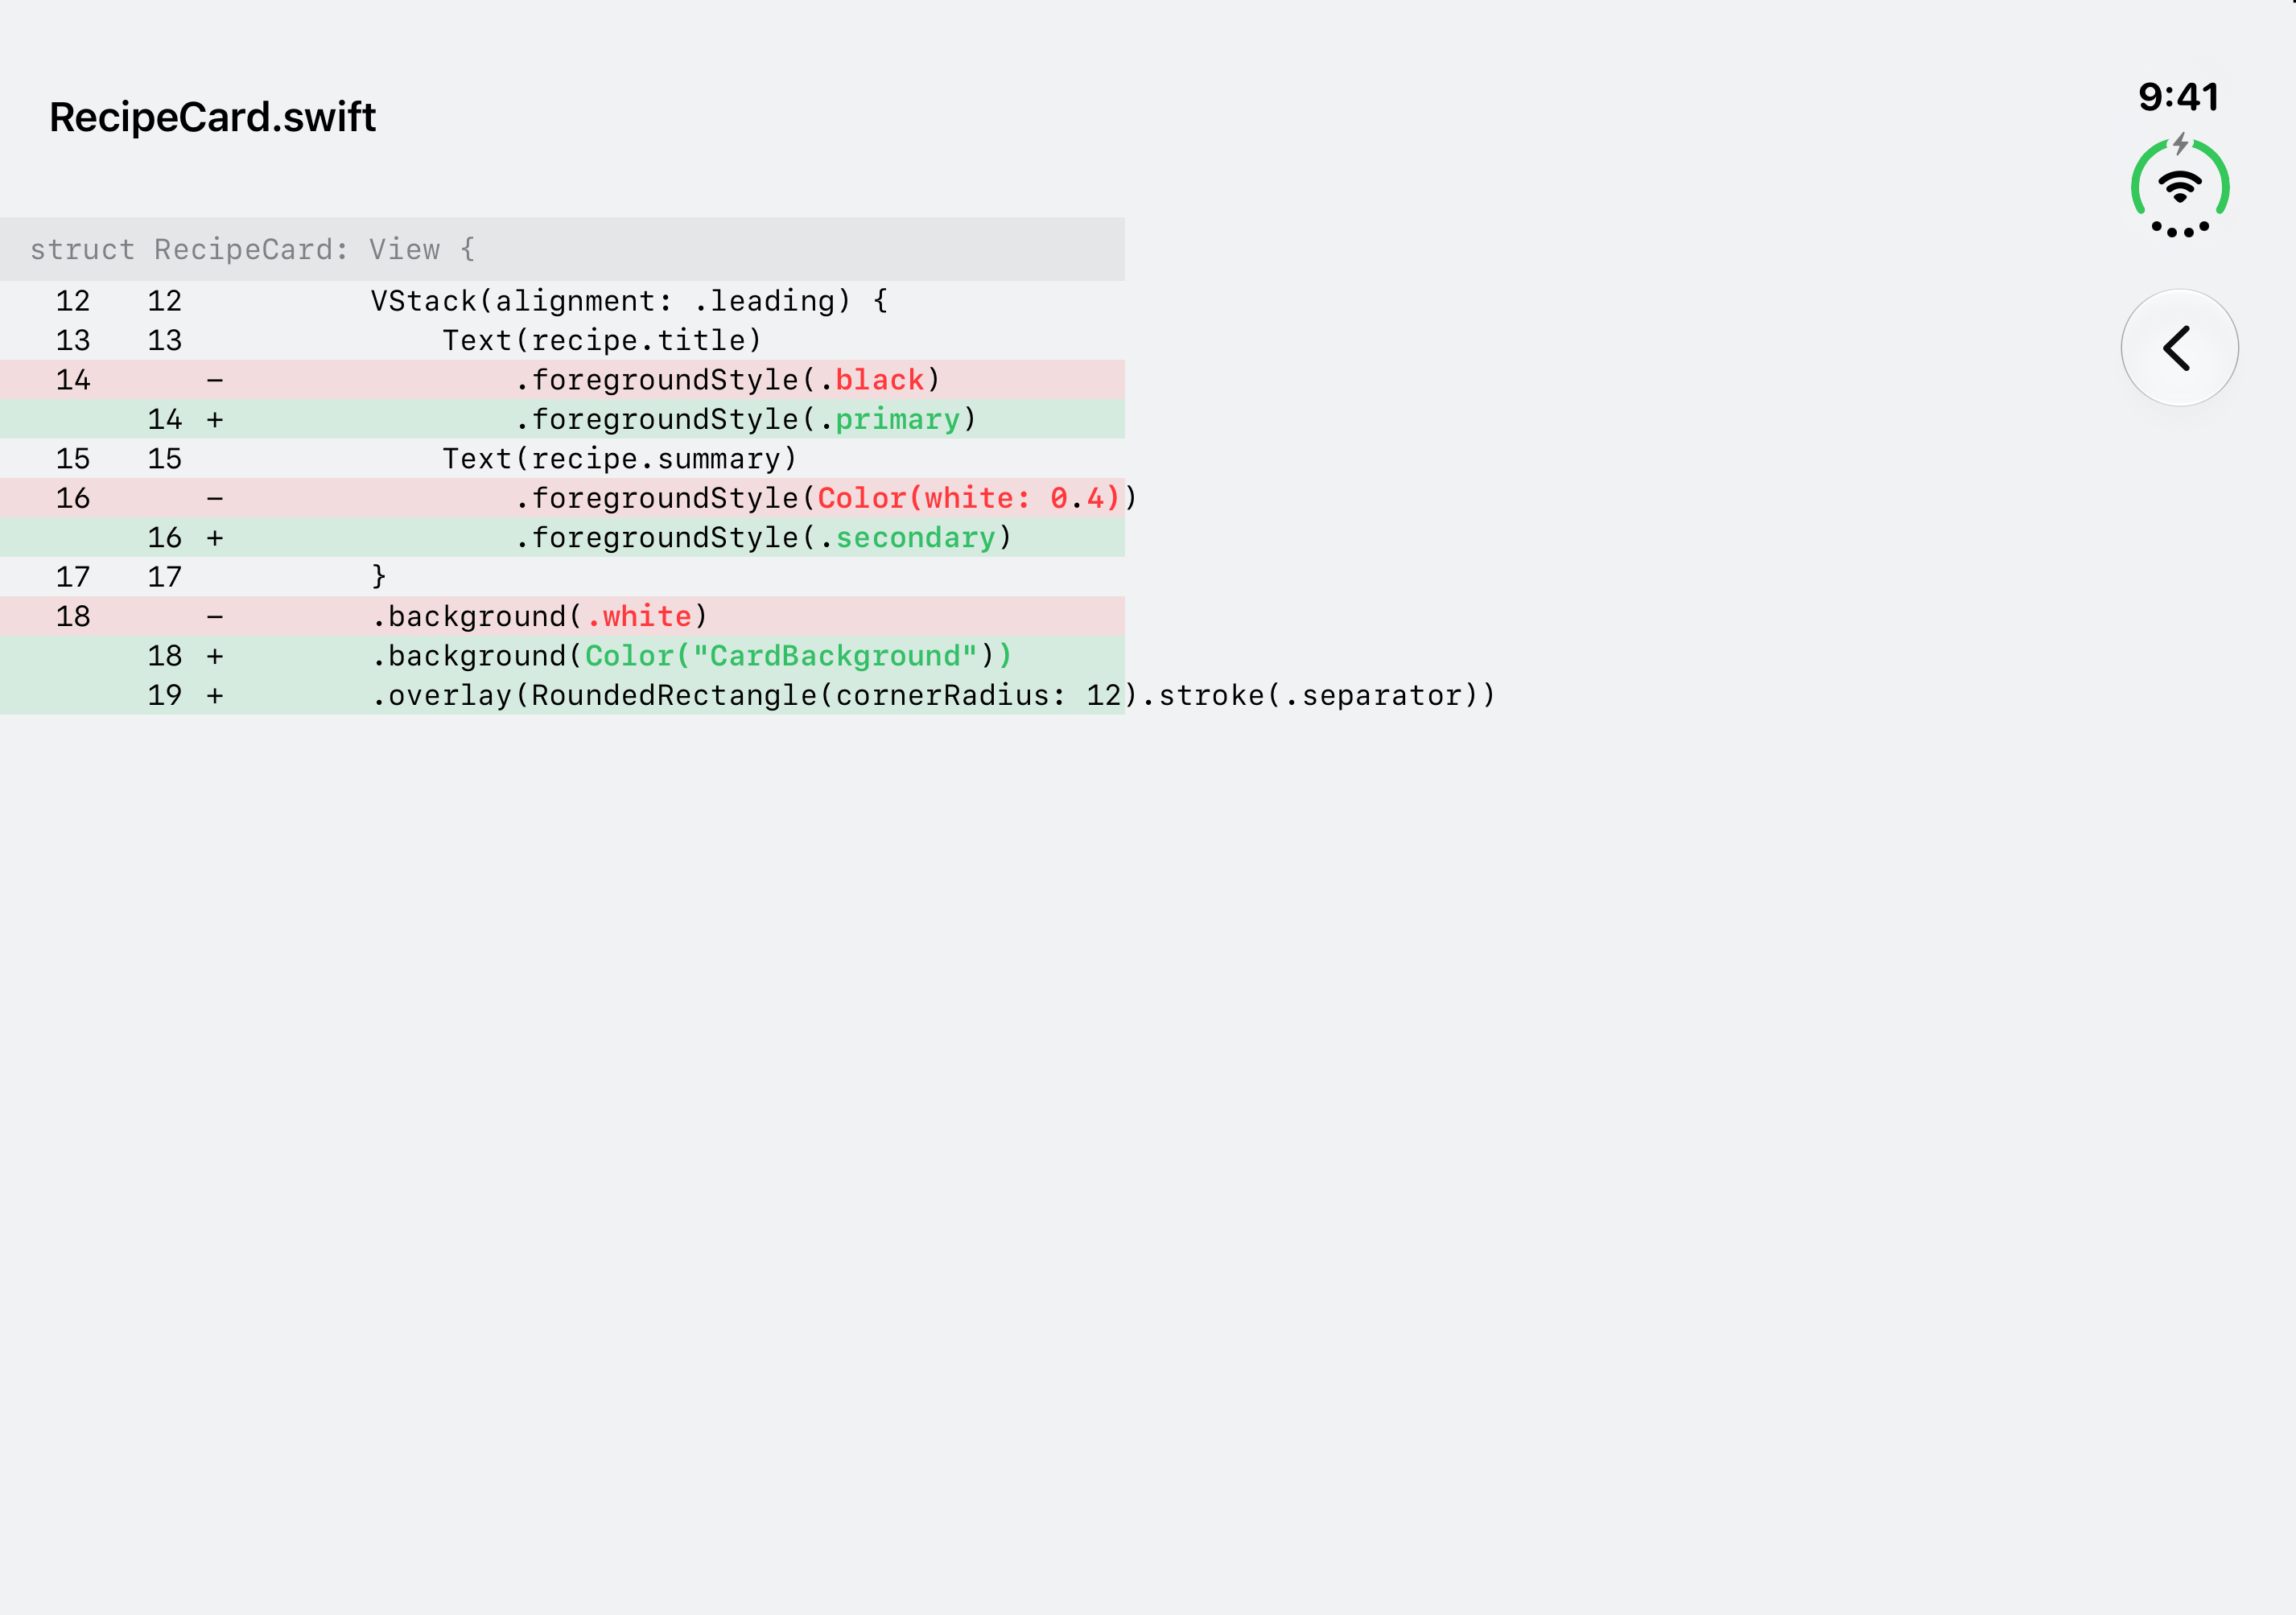 RecipeCard.swift
9:41
struct RecipeCard: View {
12 12 VStack(alignment: .leading) {
13 13 Text(recipe.title)
14 − .foregroundStyle(.black)
14 + .foregroundStyle(.primary)
15 15 Text(recipe.summary)
16 − .foregroundStyle(Color(white: 0.4))
16 + .foregroundStyle(.secondary)
17 17 }
18 − .background(.white)
18 + .background(Color("CardBackground"))
19 + .overlay(RoundedRectangle(cornerRadius: 12).stroke(.separator))